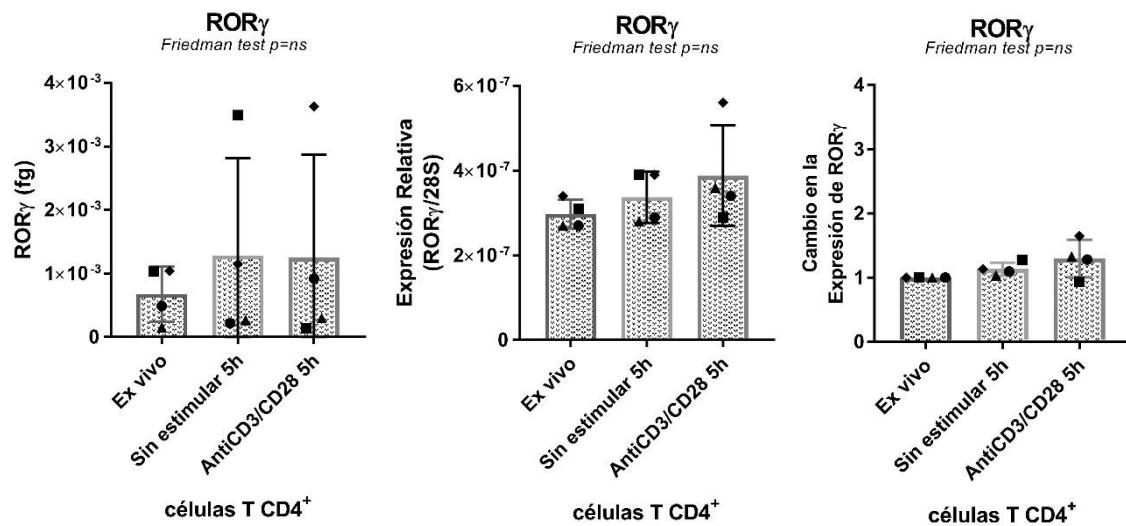 RORγ
Friedman test p=ns
4×10⁻³
3×10⁻³
2×10⁻³
1×10⁻³
0
RORγ (fg)
Ex vivo
Sin estimular 5h
AntiCD3/CD28 5h
células T CD4⁺
RORγ
Friedman test p=ns
6×10⁻⁷
4×10⁻⁷
2×10⁻⁷
0
Expresión Relativa
(RORγ/28S)
Ex vivo
Sin estimular 5h
AntiCD3/CD28 5h
células T CD4⁺
RORγ
Friedman test p=ns
4
3
2
1
0
Cambio en la
Expresión de RORγ
Ex vivo
Sin estimular 5h
AntiCD3/CD28 5h
células T CD4⁺